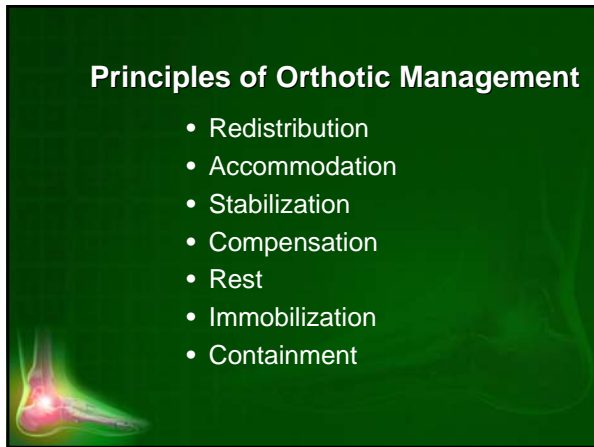 Principles of Orthotic Management
• Redistribution
• Accommodation
• Stabilization
• Compensation
• Rest
• Immobilization
• Containment